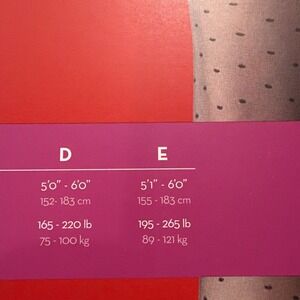 D E
5'0" - 6'0" 5'1" - 6'0"
152- 183 cm 155 - 183 cm
165 - 220 lb 195 - 265 lb
75 - 100 kg 89 - 121 kg